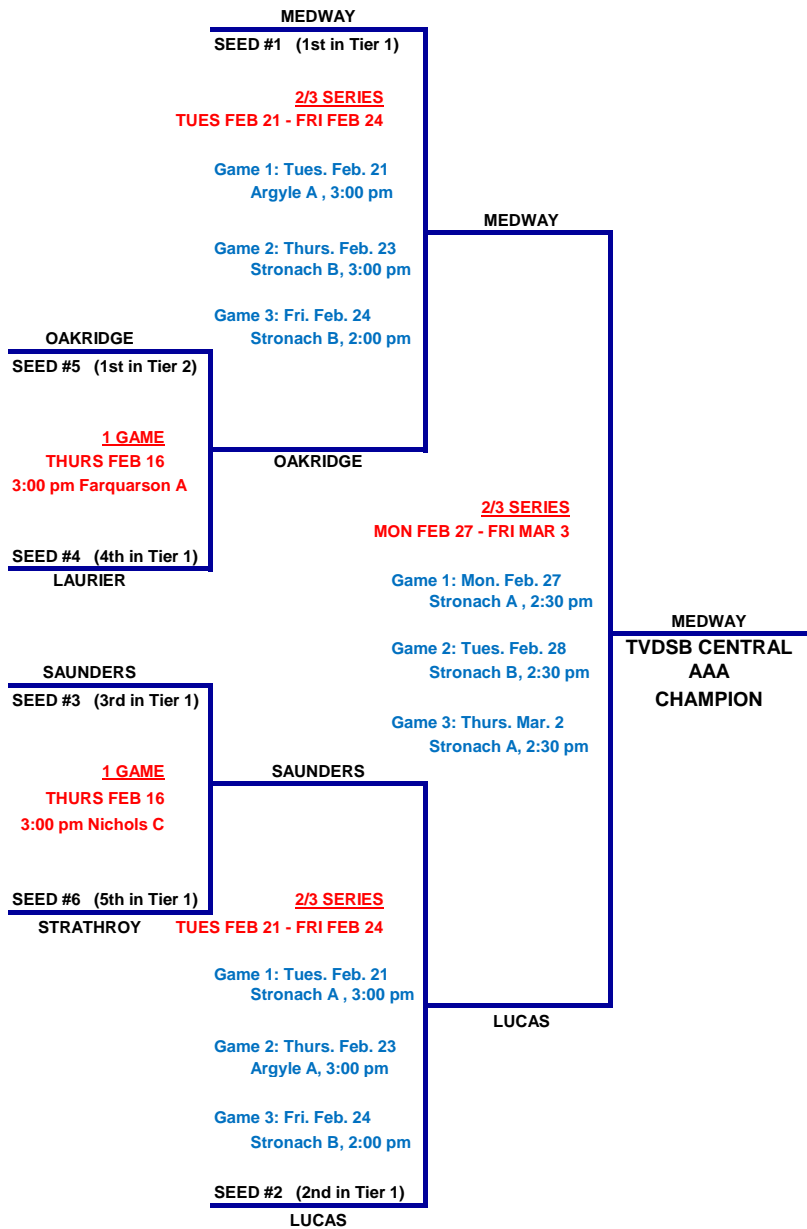 MEDWAY
SEED #1 (1st in Tier 1)
2/3 SERIES
TUES FEB 21 - FRI FEB 24
Game 1: Tues. Feb. 21
Argyle A , 3:00 pm
MEDWAY
Game 2: Thurs. Feb. 23
Stronach B, 3:00 pm
Game 3: Fri. Feb. 24
Stronach B, 2:00 pm
OAKRIDGE
SEED #5 (1st in Tier 2)
1 GAME
THURS FEB 16
3:00 pm Farquarson A
OAKRIDGE
SEED #4 (4th in Tier 1)
LAURIER
2/3 SERIES
MON FEB 27 - FRI MAR 3
Game 1: Mon. Feb. 27
Stronach A , 2:30 pm
Game 2: Tues. Feb. 28
Stronach B, 2:30 pm
Game 3: Thurs. Mar. 2
Stronach A, 2:30 pm
MEDWAY
TVDSB CENTRAL
AAA
CHAMPION
SAUNDERS
SEED #3 (3rd in Tier 1)
1 GAME
THURS FEB 16
3:00 pm Nichols C
SAUNDERS
SEED #6 (5th in Tier 1)
STRATHROY
2/3 SERIES
TUES FEB 21 - FRI FEB 24
Game 1: Tues. Feb. 21
Stronach A , 3:00 pm
LUCAS
Game 2: Thurs. Feb. 23
Argyle A, 3:00 pm
Game 3: Fri. Feb. 24
Stronach B, 2:00 pm
SEED #2 (2nd in Tier 1)
LUCAS